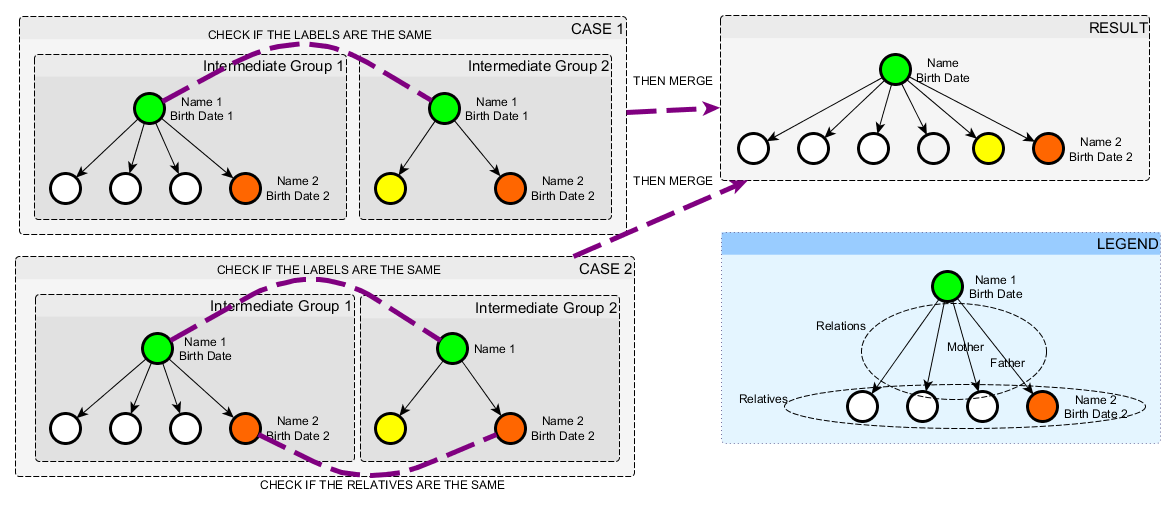 CASE 1
CHECK IF THE LABELS ARE THE SAME
Intermediate Group 1
Name 1
Birth Date 1
Name 2
Birth Date 2
Intermediate Group 2
Name 1
Birth Date 1
Name 2
Birth Date 2
THEN MERGE
RESULT
Name
Birth Date
Name 2
Birth Date 2
THEN MERGE
CASE 2
CHECK IF THE LABELS ARE THE SAME
Intermediate Group 1
Name 1
Birth Date
Name 2
Birth Date 2
Intermediate Group 2
Name 1
Name 2
Birth Date 2
CHECK IF THE RELATIVES ARE THE SAME
LEGEND
Name 1
Birth Date
Relations
Mother
Father
Relatives
Name 2
Birth Date 2